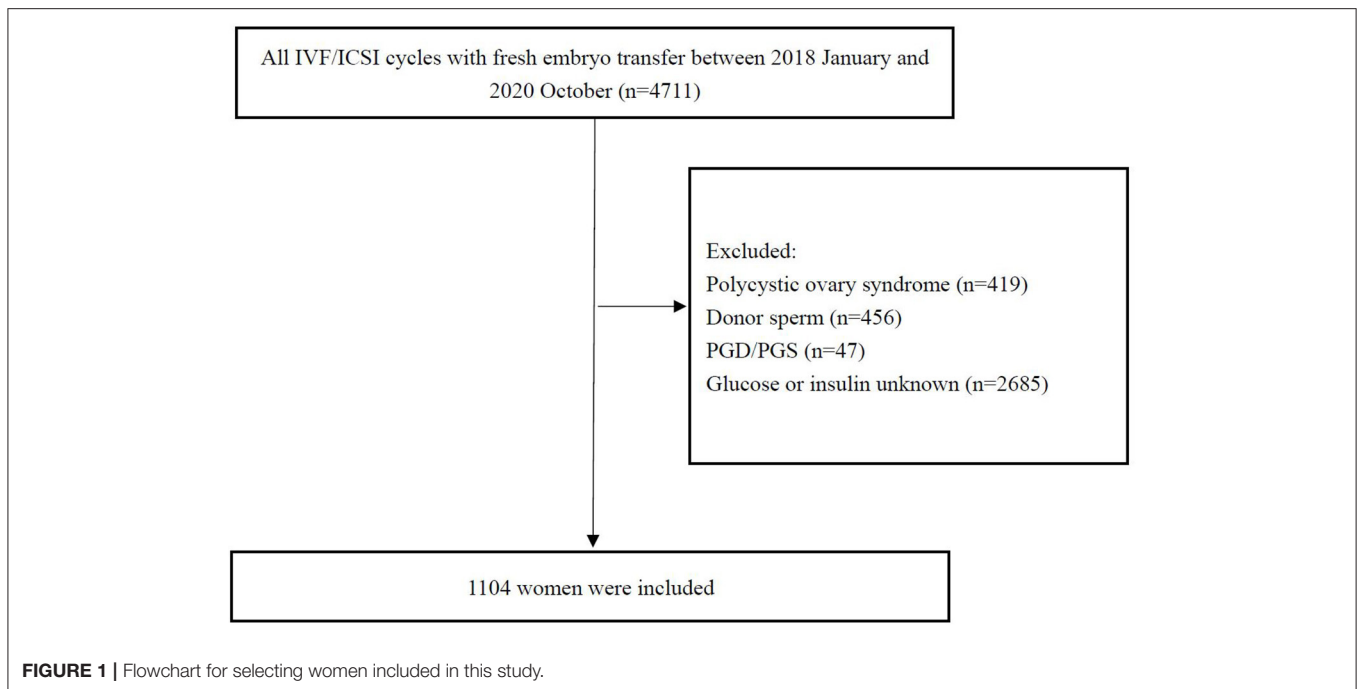 All IVF/ICSI cycles with fresh embryo transfer between 2018 January and
2020 October (n=4711)
Excluded:
Polycystic ovary syndrome (n=419)
Donor sperm (n=456)
PGD/PGS (n=47)
Glucose or insulin unknown (n=2685)
1104 women were included
FIGURE 1 | Flowchart for selecting women included in this study.